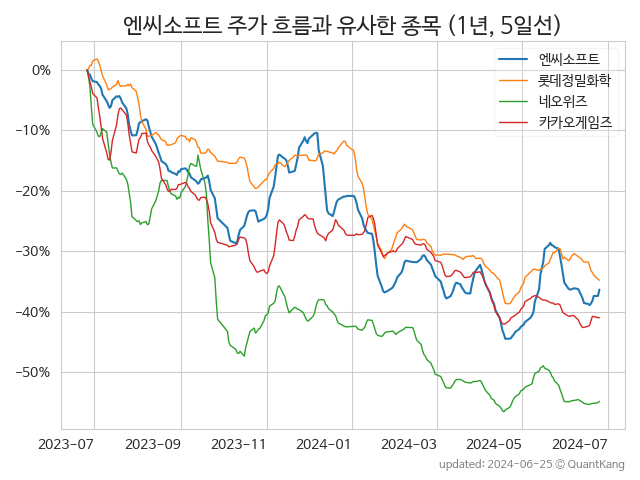 엔씨소프트 주가 흐름과 유사한 종목 (1년, 5일선)
엔씨소프트
롯데정밀화학
네오위즈
카카오게임즈
0%
−10%
−20%
−30%
−40%
−50%
2023-07 2023-09 2023-11 2024-01 2024-03 2024-05 2024-07
updated: 2024-06-25 © QuantKang